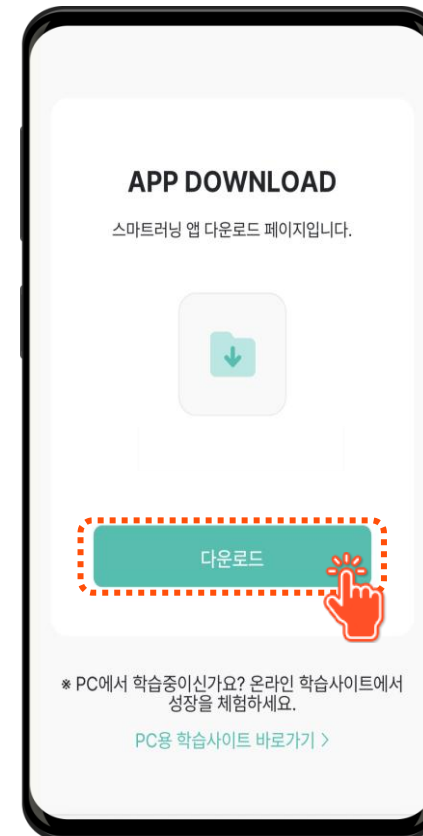 APP DOWNLOAD
스마트러닝 앱 다운로드 페이지입니다.
다운로드
※ PC에서 학습중이신가요? 온라인 학습사이트에서
성장을 체험하세요.
PC용 학습사이트 바로가기 >